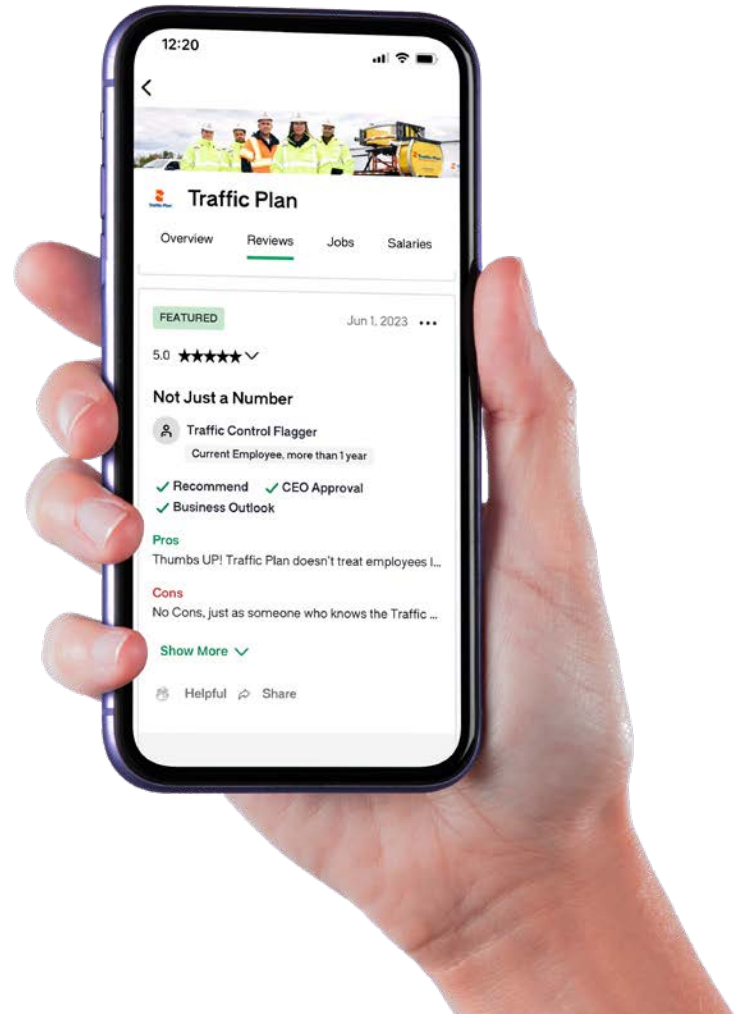 12:20
Traffic Plan
Traffic Plan
Overview Reviews Jobs Salaries
FEATURED
Jun 1, 2023
5.0
Not Just a Number
Traffic Control Flagger
Current Employee, more than 1 year
Recommend CEO Approval
Business Outlook
Pros
Thumbs UP! Traffic Plan doesn't treat employees l...
Cons
No Cons, just as someone who knows the Traffic ...
Show More
Helpful Share